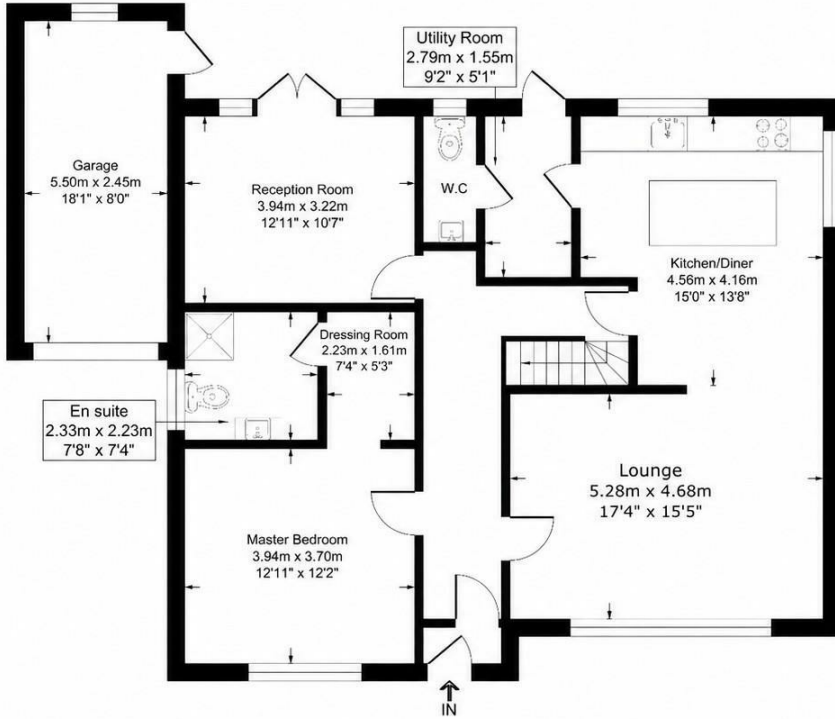 Utility Room
2.79m x 1.55m
9'2" x 5'1"
Garage
5.50m x 2.45m
18'1" x 8'0"
Reception Room
3.94m x 3.22m
12'11" x 10'7"
W.C
Kitchen/Diner
4.56m x 4.16m
15'0" x 13'8"
Dressing Room
2.23m x 1.61m
7'4" x 5'3"
En suite
2.33m x 2.23m
7'8" x 7'4"
Lounge
5.28m x 4.68m
17'4" x 15'5"
Master Bedroom
3.94m x 3.70m
12'11" x 12'2"
IN